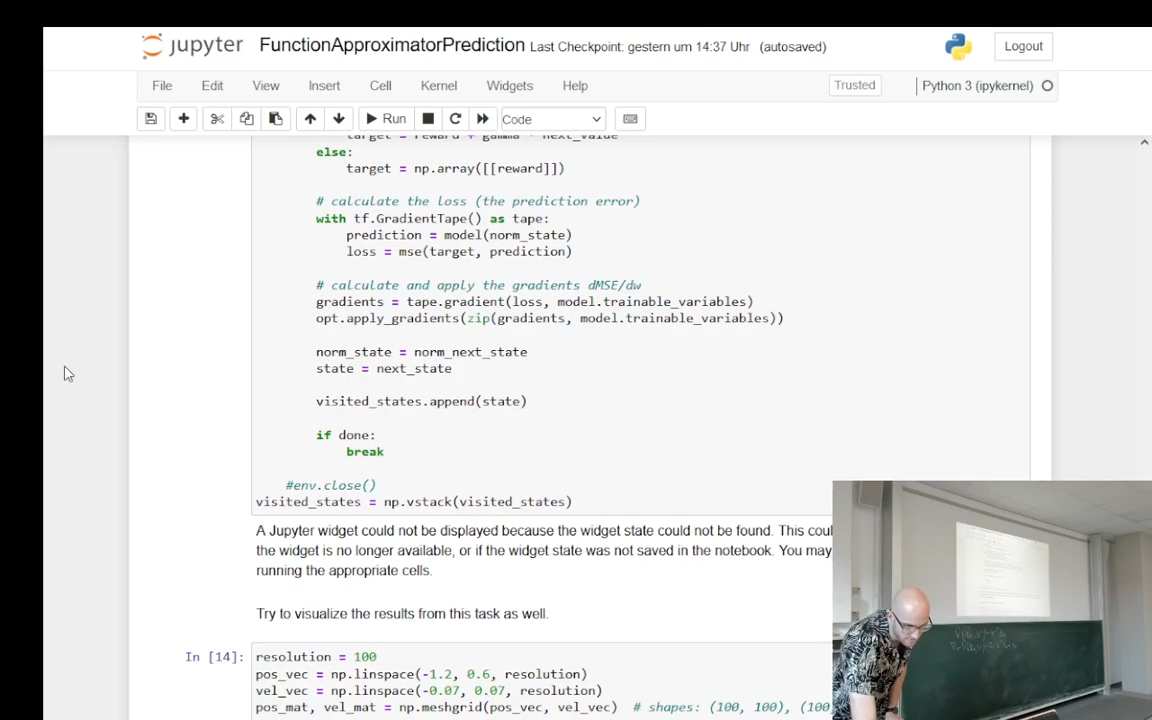 jupyter FunctionApproximatorPrediction Last Checkpoint: gestern um 14:37 Uhr (autosaved)
Logout
File Edit View Insert Cell Kernel Widgets Help
Trusted
Python 3 (ipykernel)
Run
Code
target = reward + gamma * next_value
else:
target = np.array([[reward]])
# calculate the loss (the prediction error)
with tf.GradientTape() as tape:
prediction = model(norm_state)
loss = mse(target, prediction)
# calculate and apply the gradients dMSE/dw
gradients = tape.gradient(loss, model.trainable_variables)
opt.apply_gradients(zip(gradients, model.trainable_variables))
norm_state = norm_next_state
state = next_state
visited_states.append(state)
if done:
break
#env.close()
visited_states = np.vstack(visited_states)
A Jupyter widget could not be displayed because the widget state could not be found. This coul
the widget is no longer available, or if the widget state was not saved in the notebook. You may
running the appropriate cells.
Try to visualize the results from this task as well.
In [14]:
resolution = 100
pos_vec = np.linspace(-1.2, 0.6, resolution)
vel_vec = np.linspace(-0.07, 0.07, resolution)
pos_mat, vel_mat = np.meshgrid(pos_vec, vel_vec) # shapes: (100, 100), (100